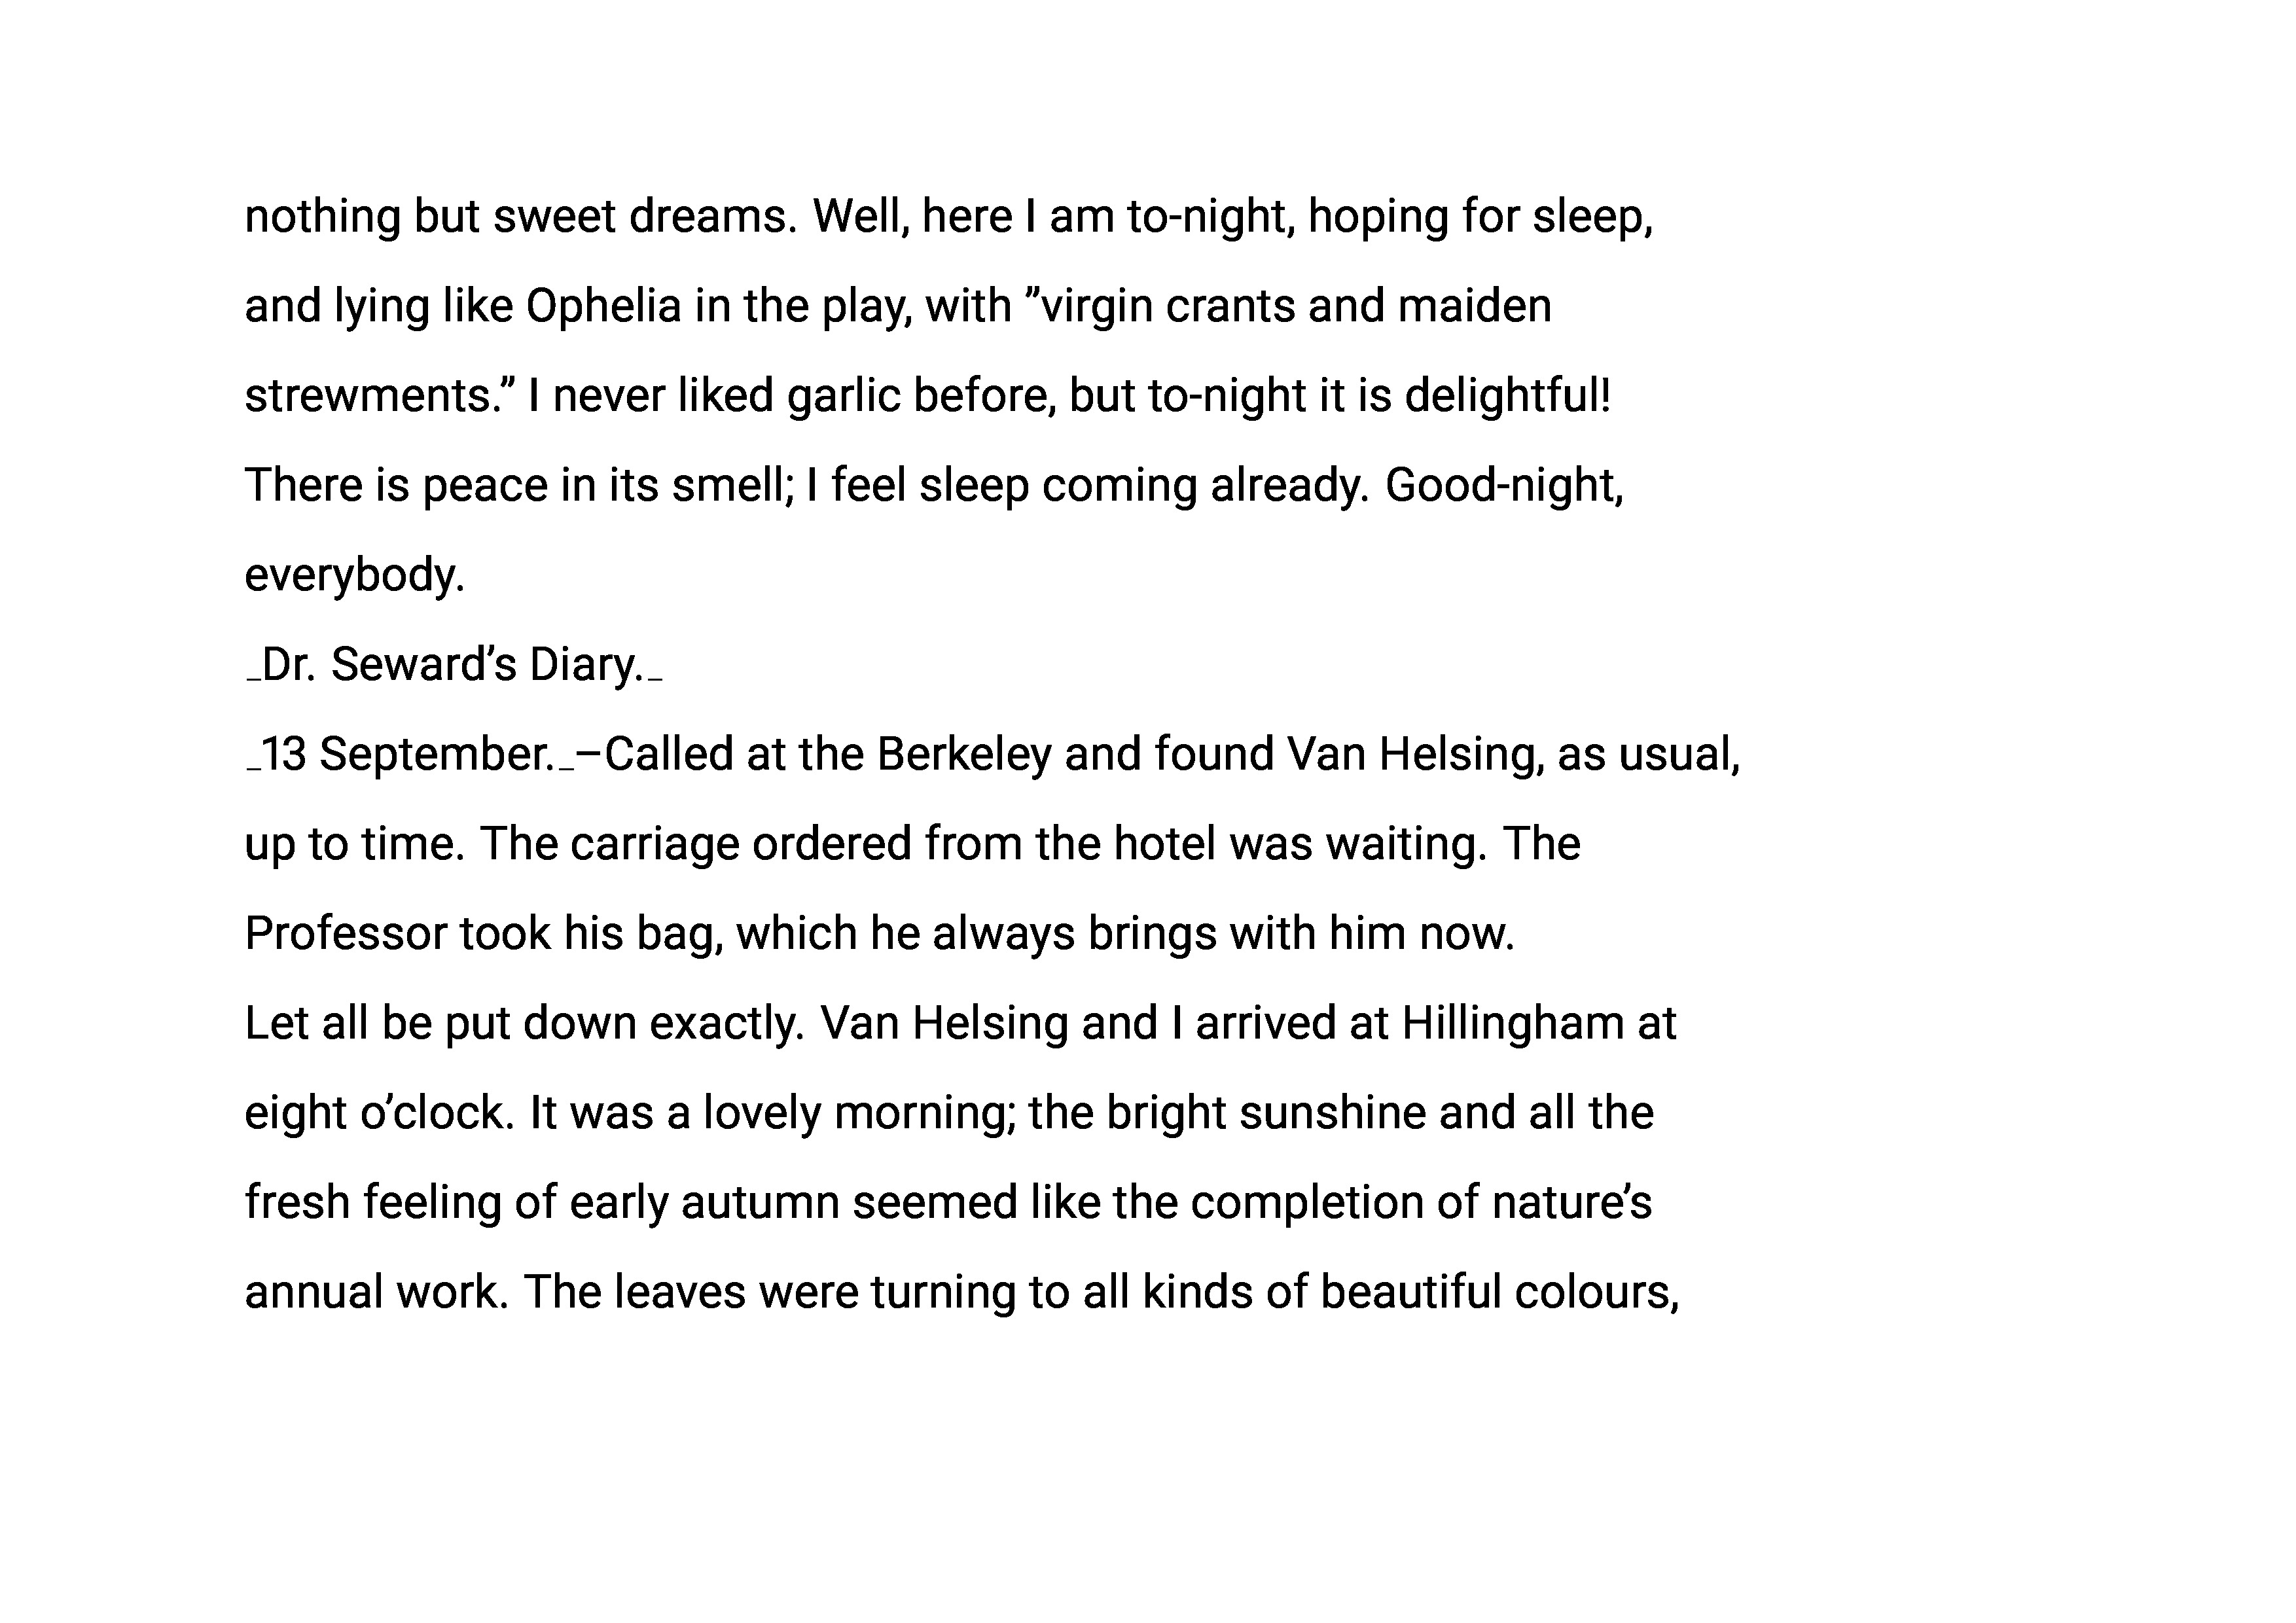 nothing but sweet dreams. Well, here I am to-night, hoping for sleep,
and lying like Ophelia in the play, with ”virgin crants and maiden
strewments.” I never liked garlic before, but to-night it is delightful!
There is peace in its smell; I feel sleep coming already. Good-night,
everybody.
_Dr. Seward’s Diary._
_13 September._–Called at the Berkeley and found Van Helsing, as usual,
up to time. The carriage ordered from the hotel was waiting. The
Professor took his bag, which he always brings with him now.
Let all be put down exactly. Van Helsing and I arrived at Hillingham at
eight o’clock. It was a lovely morning; the bright sunshine and all the
fresh feeling of early autumn seemed like the completion of nature’s
annual work. The leaves were turning to all kinds of beautiful colours,